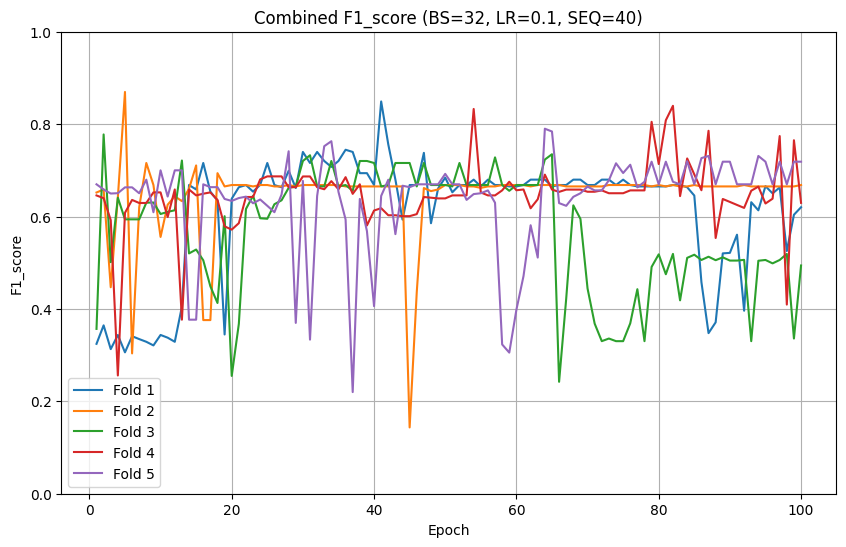 Combined F1_score (BS=32, LR=0.1, SEQ=40)
F1_score
1.0
0.8
0.6
0.4
0.2
0.0
Fold 1
Fold 2
Fold 3
Fold 4
Fold 5
0
20
40
60
80
100
Epoch